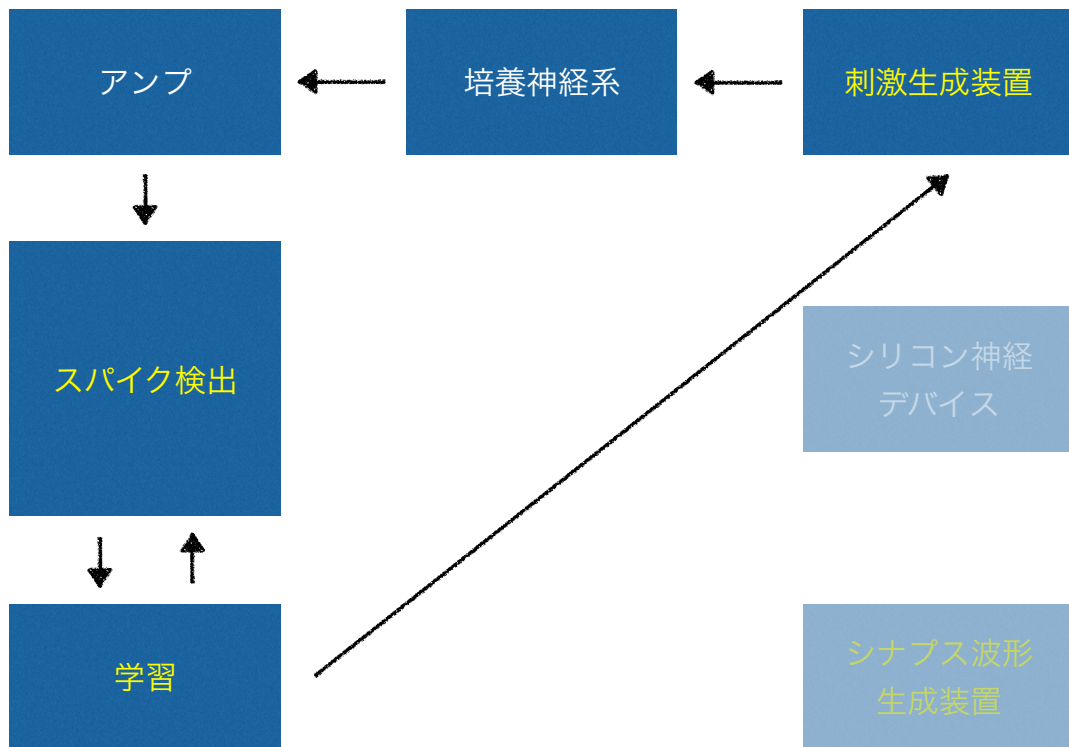 アンプ
培養神経系
刺激生成装置
スパイク検出
シリコン神経
デバイス
学習
シナプス波形
生成装置